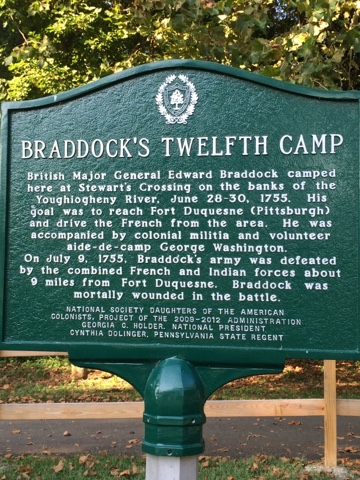 BRADDOCK'S TWELFTH CAMP
British Major General Edward Braddock camped
here at Stewart's Crossing on the banks of the
Youghiogheny River, June 28-30, 1755. His
goal was to reach Fort Duquesne (Pittsburgh)
and drive the French from the area. He was
accompanied by colonial militia and volunteer
aide-de-camp George Washington.
On July 9, 1755, Braddock's army was defeated
by the combined French and Indian forces about
9 miles from Fort Duquesne. Braddock was
mortally wounded in the battle.
NATIONAL SOCIETY DAUGHTERS OF THE AMERICAN
COLONISTS, PROJECT OF THE 2009-2012 ADMINISTRATION
GEORGIA C. HOLDER, NATIONAL PRESIDENT
CYNTHIA DOLINGER, PENNSYLVANIA STATE REGENT